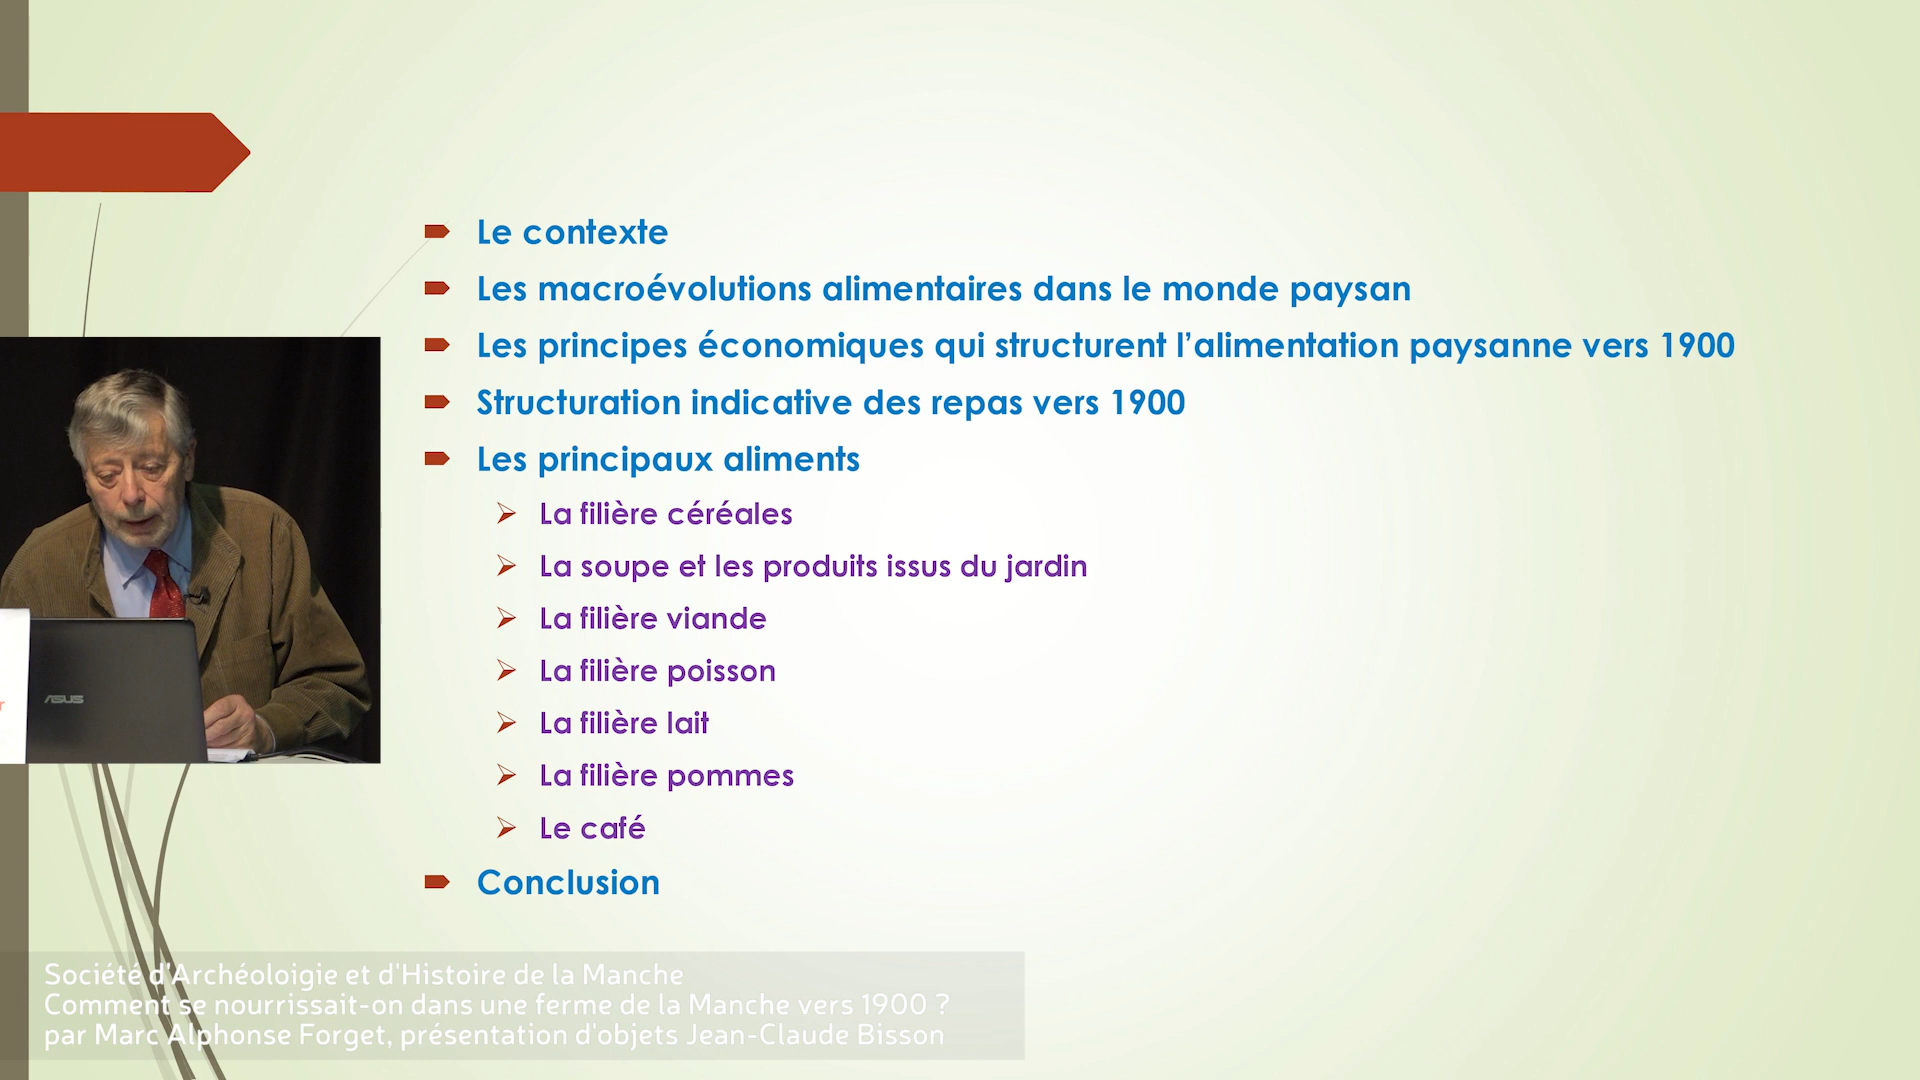 Le contexte
Les macroévolutions alimentaires dans le monde paysan
Les principes économiques qui structurent l’alimentation paysanne vers 1900
Structuration indicative des repas vers 1900
Les principaux aliments
La filière céréales
La soupe et les produits issus du jardin
La filière viande
La filière poisson
La filière lait
La filière pommes
Le café
Conclusion
ASUS
r
Société d'Archéoloigie et d'Histoire de la Manche
Comment se nourrissait-on dans une ferme de la Manche vers 1900 ?
par Marc Alphonse Forget, présentation d'objets Jean-Claude Bisson